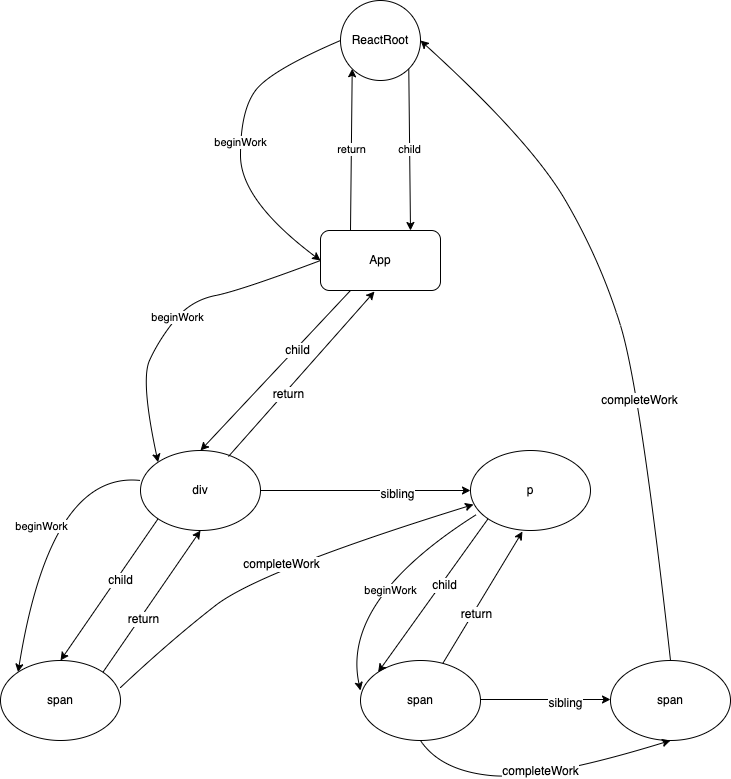 ReactRoot
beginWork
return
child
App
beginWork
child
return
completeWork
div
sibling
p
beginWork
completeWork
child
return
beginWork
child
return
span
span
sibling
span
completeWork